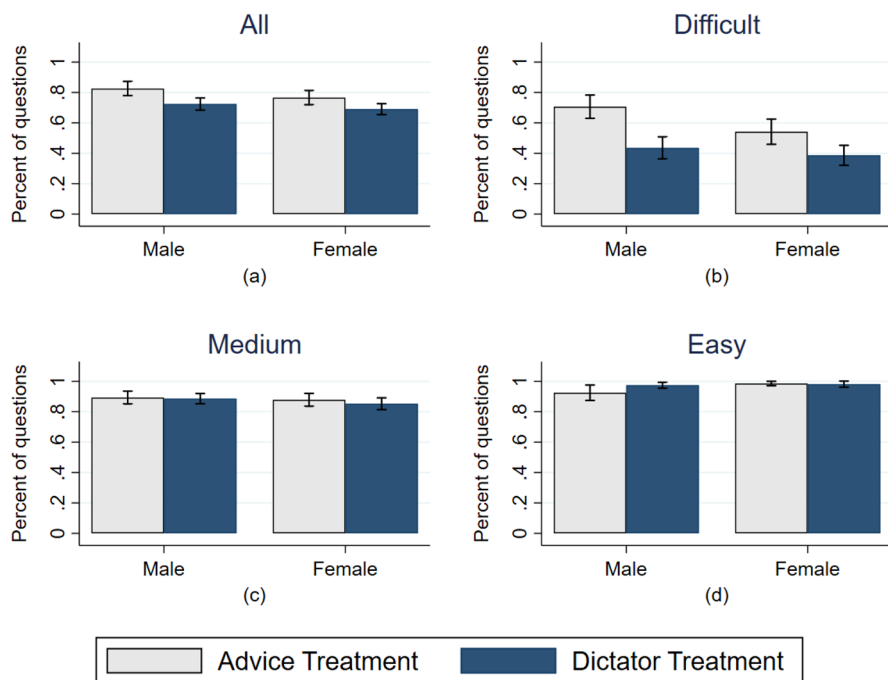 All
Percent of questions
1
.8
.6
.4
.2
0
Male Female
(a)
Difficult
Percent of questions
1
.8
.6
.4
.2
0
Male Female
(b)
Medium
Percent of questions
1
.8
.6
.4
.2
0
Male Female
(c)
Easy
Percent of questions
1
.8
.6
.4
.2
0
Male Female
(d)
Advice Treatment Dictator Treatment